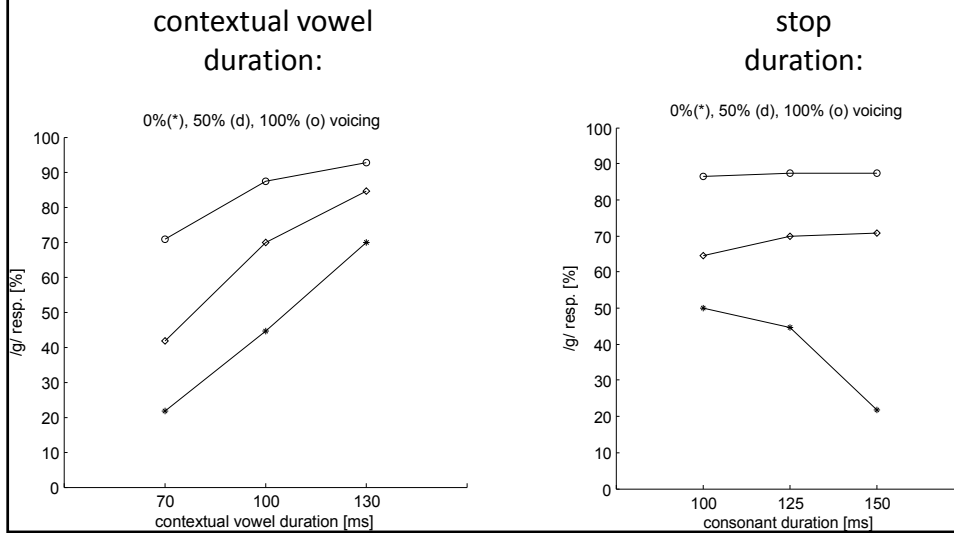 contextual vowel
duration:
0%(*), 50% (d), 100% (o) voicing
100
90
80
70
60
50
40
30
20
10
0
/g/ resp. [%]
70 100 130
contextual vowel duration [ms]
stop
duration:
0%(*), 50% (d), 100% (o) voicing
100
90
80
70
60
50
40
30
20
10
0
/g/ resp. [%]
100 125 150
consonant duration [ms]